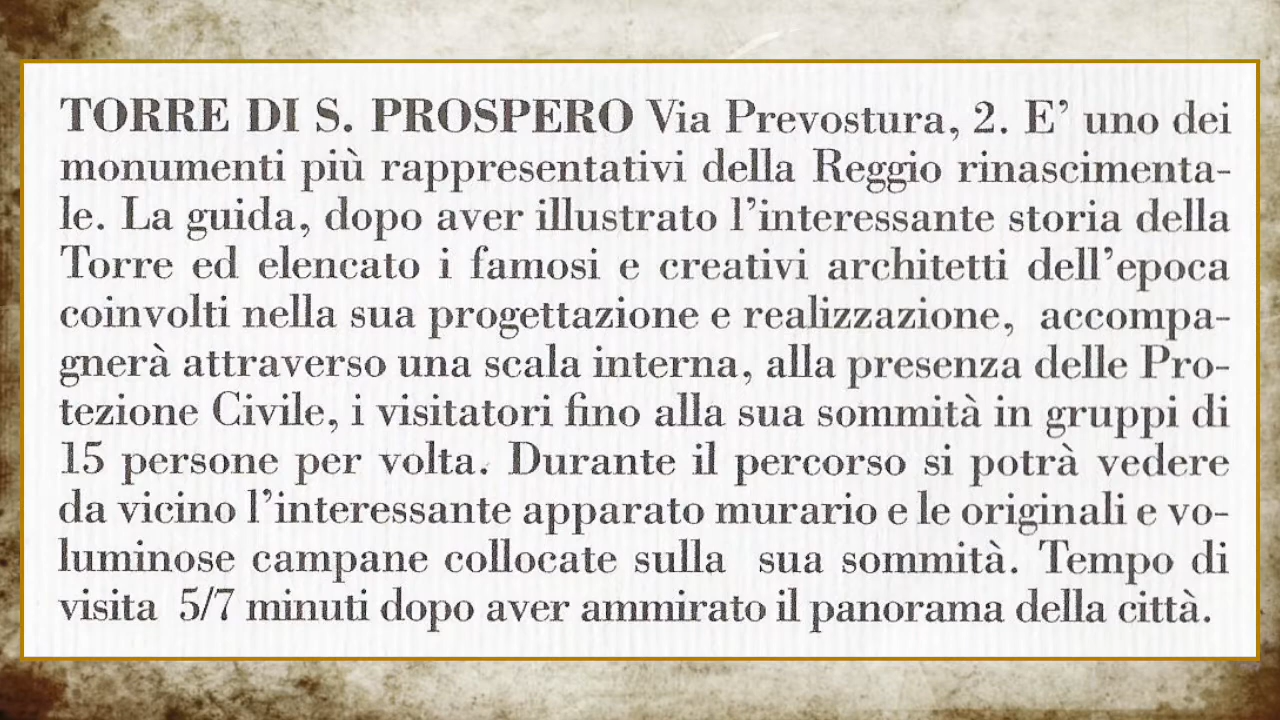 TORRE DI S. PROSPERO Via Prevostura, 2. E’ uno dei
monumenti più rappresentativi della Reggio rinascimenta-
le. La guida, dopo aver illustrato l’interessante storia della
Torre ed elencato i famosi e creativi architetti dell’epoca
coinvolti nella sua progettazione e realizzazione, accompa-
gnerà attraverso una scala interna, alla presenza delle Pro-
tezione Civile, i visitatori fino alla sua sommità in gruppi di
15 persone per volta. Durante il percorso si potrà vedere
da vicino l’interessante apparato murario e le originali e vo-
luminose campane collocate sulla sua sommità. Tempo di
visita 5/7 minuti dopo aver ammirato il panorama della città.